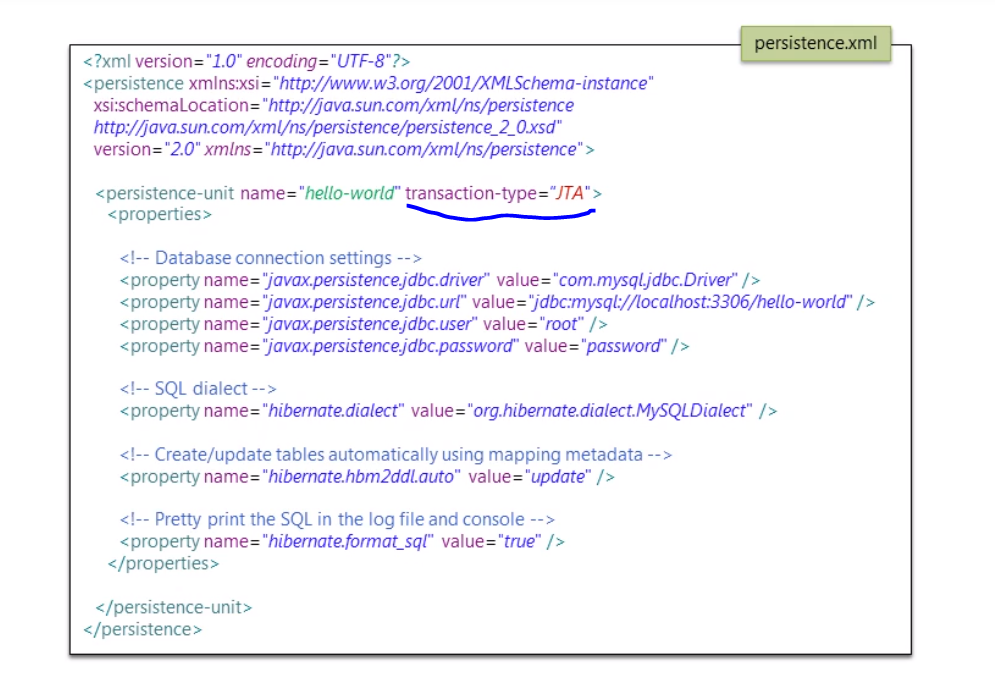 persistence.xml
<?xml version="1.0" encoding="UTF-8"?>
<persistence xmlns:xsi="http://www.w3.org/2001/XMLSchema-instance"
xsi:schemaLocation="http://java.sun.com/xml/ns/persistence
http://java.sun.com/xml/ns/persistence/persistence_2_0.xsd"
version="2.0" xmlns="http://java.sun.com/xml/ns/persistence">
<persistence-unit name="hello-world" transaction-type="JTA">
<properties>
<!-- Database connection settings -->
<property name="javax.persistence.jdbc.driver" value="com.mysql.jdbc.Driver" />
<property name="javax.persistence.jdbc.url" value="jdbc:mysql://localhost:3306/hello-world" />
<property name="javax.persistence.jdbc.user" value="root" />
<property name="javax.persistence.jdbc.password" value="password" />
<!-- SQL dialect -->
<property name="hibernate.dialect" value="org.hibernate.dialect.MySQLDialect" />
<!-- Create/update tables automatically using mapping metadata -->
<property name="hibernate.hbm2ddl.auto" value="update" />
<!-- Pretty print the SQL in the log file and console -->
<property name="hibernate.format_sql" value="true" />
</properties>
</persistence-unit>
</persistence>